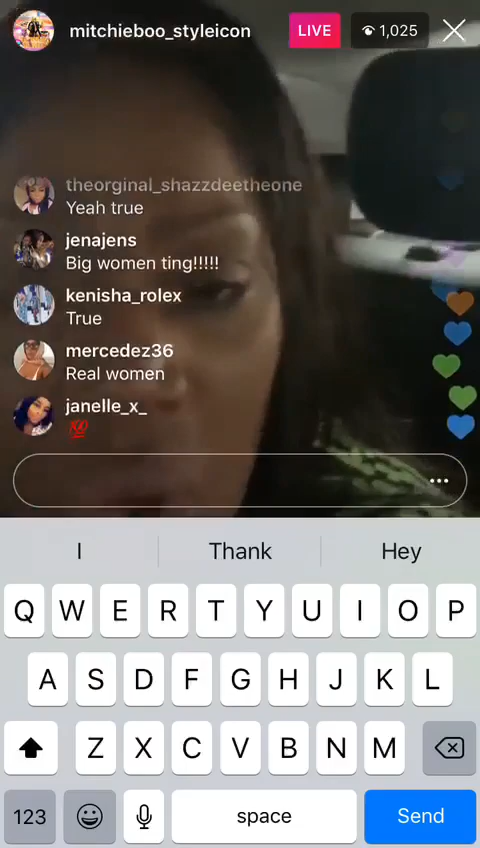 mitchieboo_styleicon LIVE 1,025
theorginal_shazzdeetheone
Yeah true
jenajens
Big women ting!!!!!
kenisha_rolex
True
mercedez36
Real women
janelle_x_
💯
I Thank Hey
Q W E R T Y U I O P
A S D F G H J K L
Z X C V B N M
123 space Send